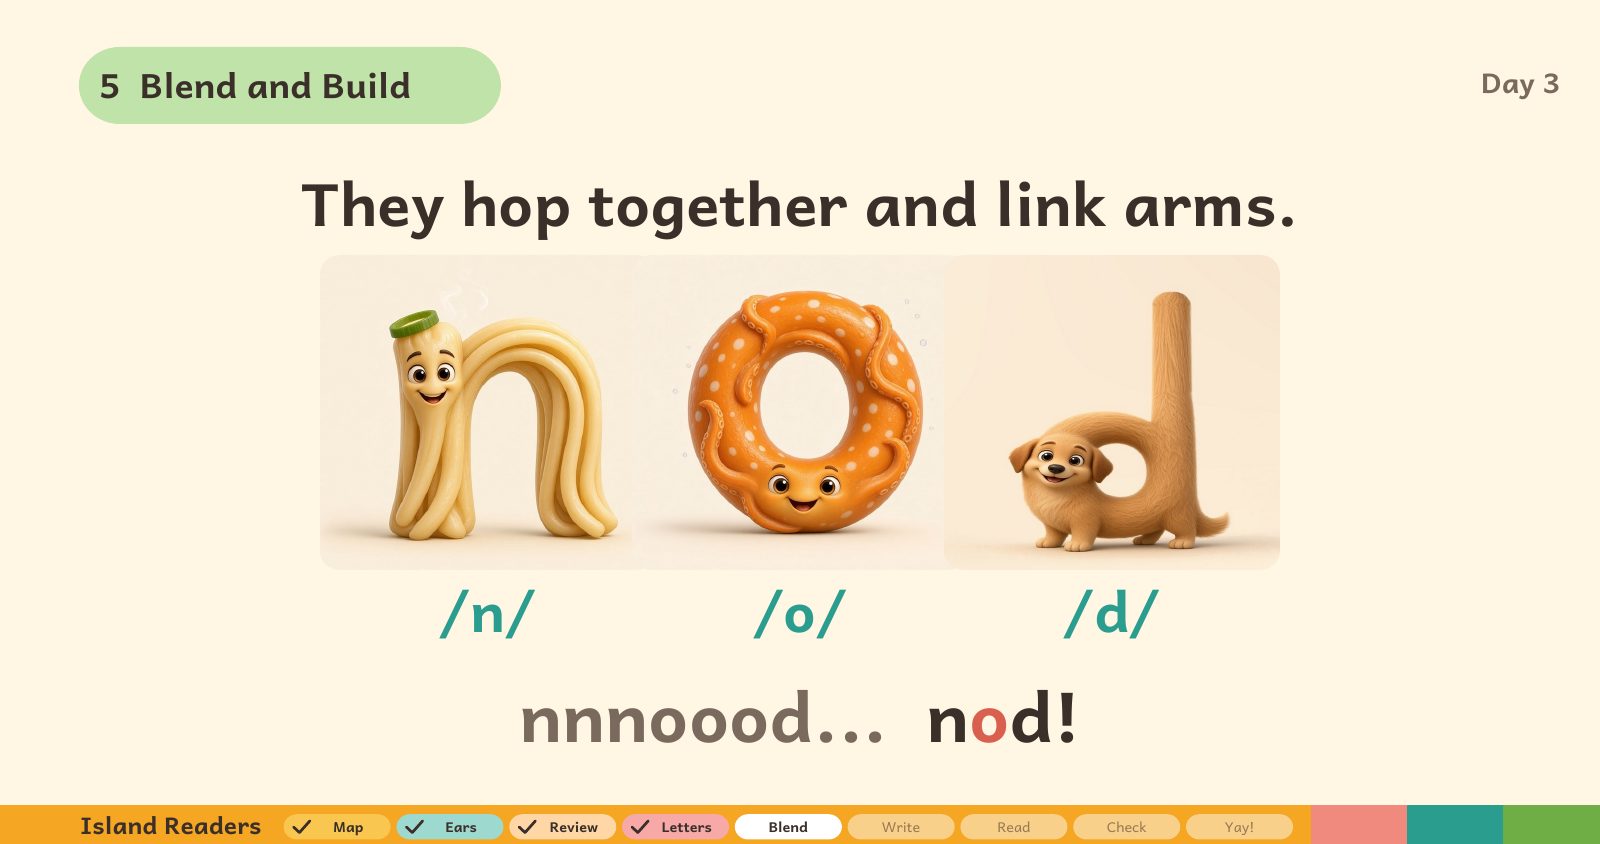 5 Blend and Build
Day 3
They hop together and link arms.
/n/ /o/ /d/
nnnoood... nod!
Island Readers Map Ears Review Letters Blend Write Read Check Yay!